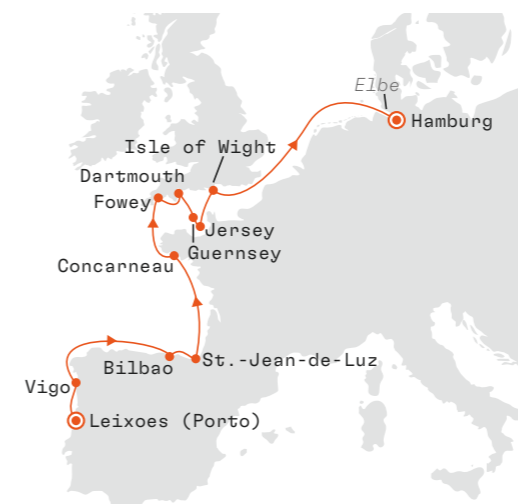 Elbe
Hamburg
Isle of Wight
Dartmouth
Fowey
Jersey
Guernsey
Concarneau
St.-Jean-de-Luz
Bilbao
Vigo
Leixoes (Porto)